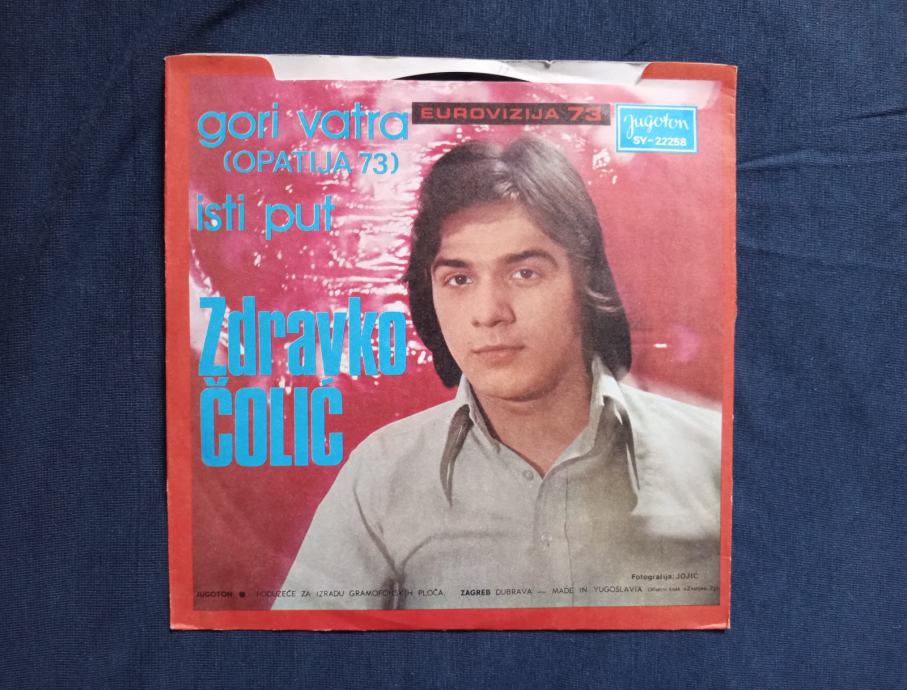 gori vatra
(OPATIJA 73)
isti put
EUROVIZIJA 73
Jugoton
SY-22258
Zdravko
ČOLIĆ
Fotografija: JOJIĆ
JUGOTON ● PODUZEĆE ZA IZRADU GRAMOFONSKIH PLOČA, ZAGREB DUBRAVA — MADE IN YUGOSLAVIA